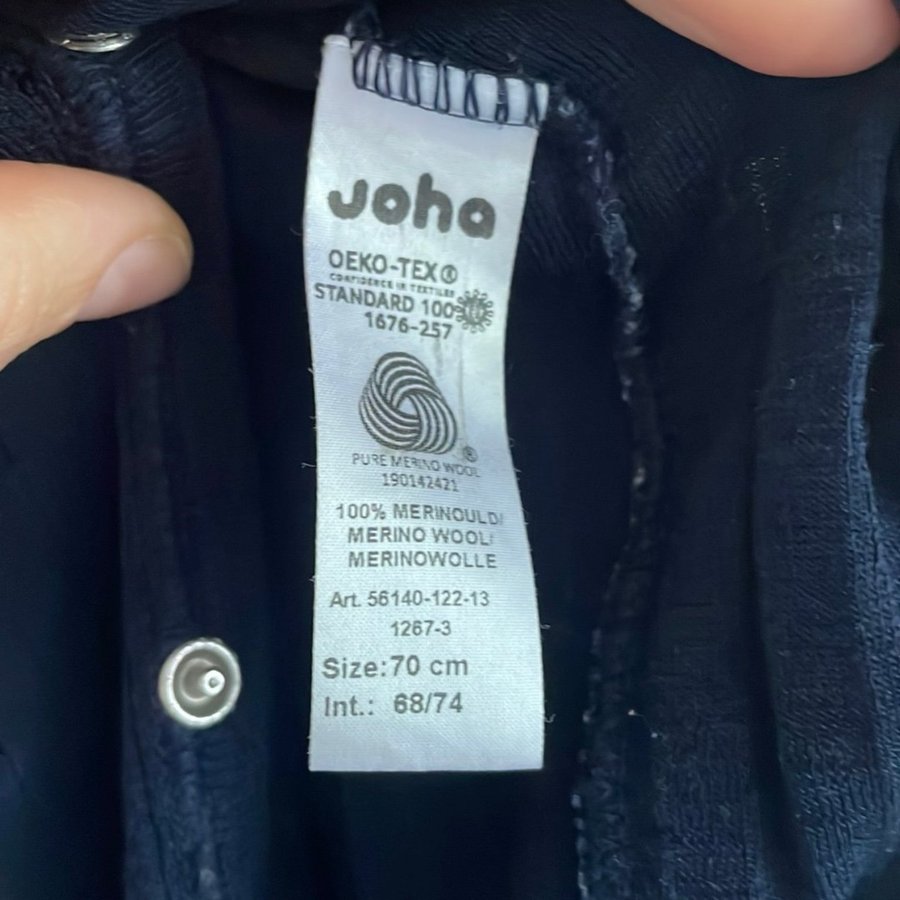 Joha
OEKO-TEX®
CONFIDENCE IN TEXTILES
STANDARD 100
1676-257
®
PURE MERINO WOOL
190142421
100% MERINOULD/
MERINO WOOL/
MERINOWOLLE
Art. 56140-122-13
1267-3
Size:70 cm
Int.: 68/74